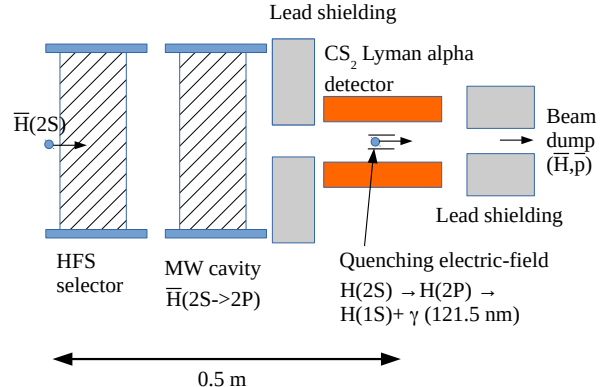 Lead shielding
CS₂ Lyman alpha
detector
H̅(2S)
Beam
dump
(H̅,p̅)
Lead shielding
HFS
selector
MW cavity
H̅(2S->2P)
Quenching electric-field
H(2S) →H(2P) →
H(1S)+ γ (121.5 nm)
0.5 m